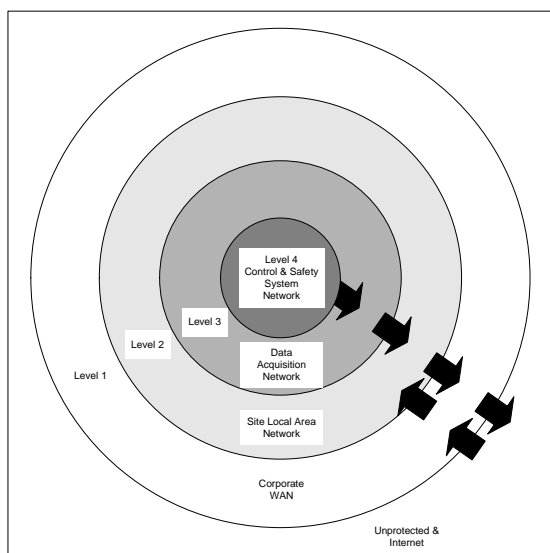 Level 4
Control & Safety
System
Network
Level 3
Level 2
Data
Acquisition
Network
Level 1
Site Local Area
Network
Corporate
WAN
Unprotected &
Internet